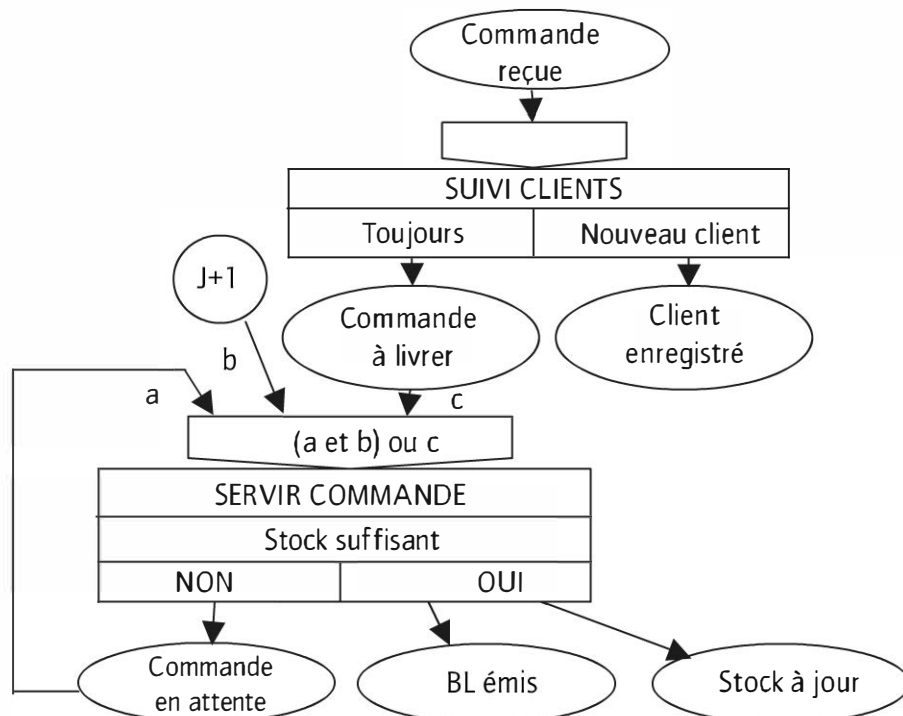 Commande
reçue
SUIVI CLIENTS
Toujours
Nouveau client
J+1
Commande
à livrer
Client
enregistré
b
a
c
(a et b) ou c
SERVIR COMMANDE
Stock suffisant
NON
OUI
Commande
en attente
BL émis
Stock à jour